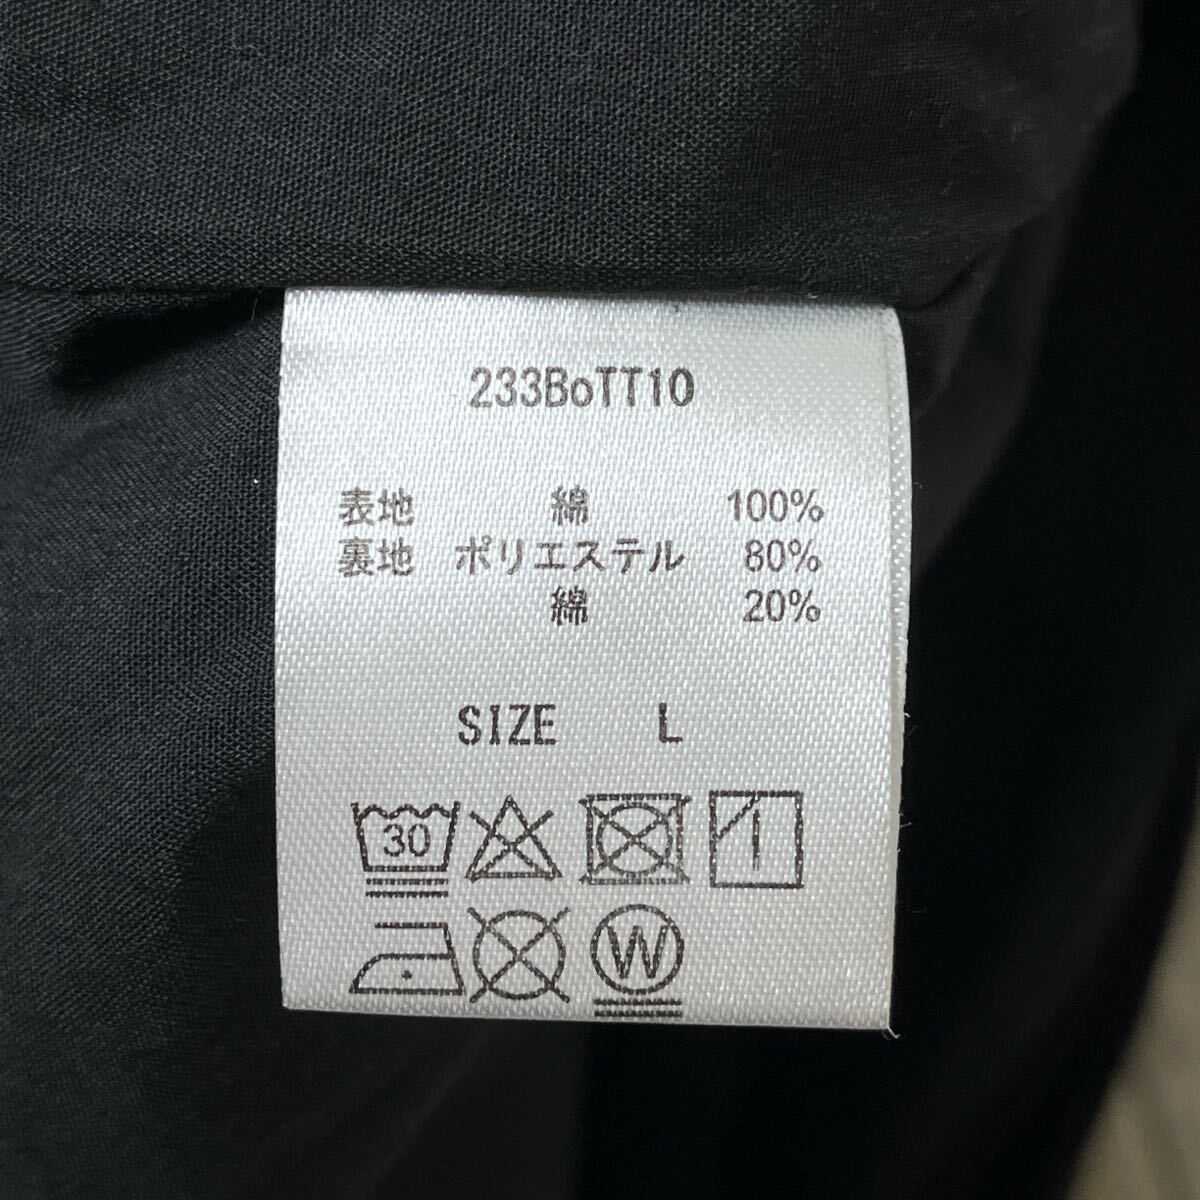 233BoTT10
表地 綿 100%
裏地 ポリエステル 80%
綿 20%
SIZE L
30
W